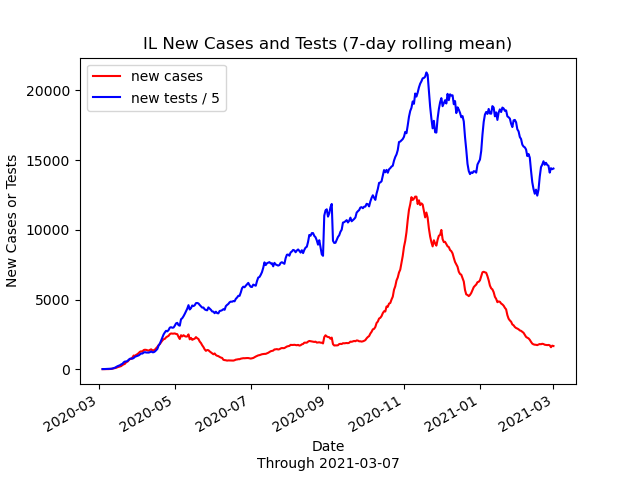 IL New Cases and Tests (7-day rolling mean)
new cases
new tests / 5
New Cases or Tests
20000
15000
10000
5000
0
2020-03
2020-05
2020-07
2020-09
2020-11
2021-01
2021-03
Date
Through 2021-03-07